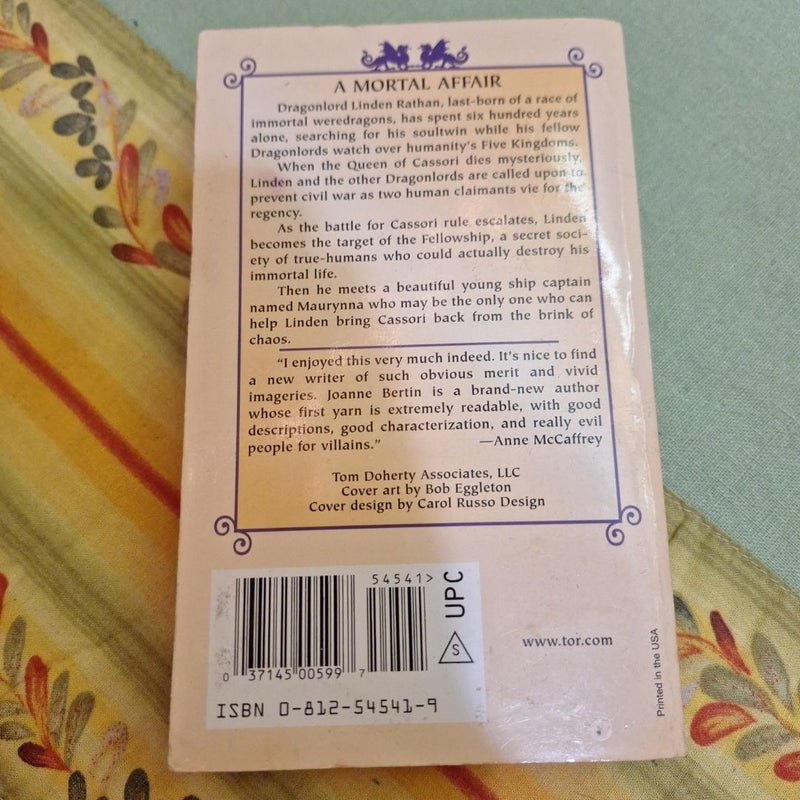 A MORTAL AFFAIR
Dragonlord Linden Rathan, last-born of a race of
immortal weredragons, has spent six hundred years
alone, searching for his soultwin while his fellow
Dragonlords watch over humanity's Five Kingdoms.
When the Queen of Cassori dies mysteriously,
Linden and the other Dragonlords are called upon to
prevent civil war as two human claimants vie for the
regency.
As the battle for Cassori rule escalates, Linden
becomes the target of the Fellowship, a secret soci-
ety of true-humans who could actually destroy his
immortal life.
Then he meets a beautiful young ship captain
named Maurynna who may be the only one who can
help Linden bring Cassori back from the brink of
chaos.
"I enjoyed this very much indeed. It's nice to find
a new writer of such obvious merit and vivid
imageries. Joanne Bertin is a brand-new author
whose first yarn is extremely readable, with good
descriptions, good characterization, and really evil
people for villains." —Anne McCaffrey
Tom Doherty Associates, LLC
Cover art by Bob Eggleton
Cover design by Carol Russo Design
54541>
UPC
S
0 37145 00599 7
ISBN 0-812-54541-9
www.tor.com
Printed in the USA